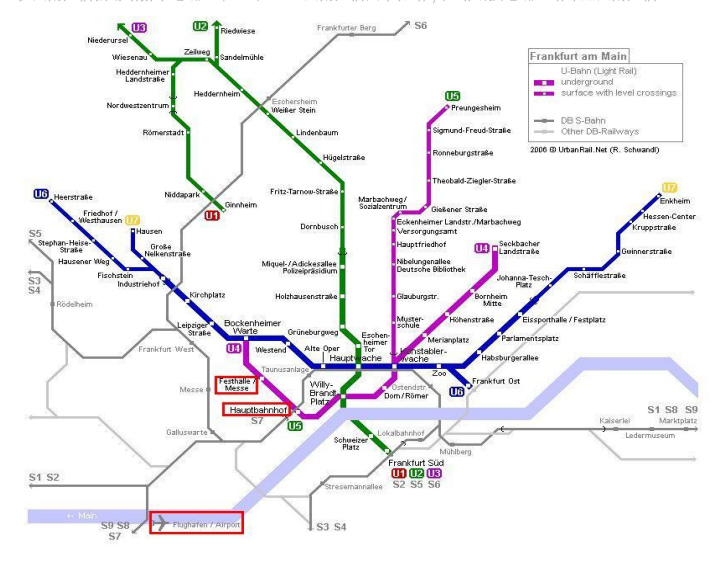 U3
Niederursel
Wiesenau
U2
Riedwiese
Zeilweg
Sandelmühle
Heddernheimer
Landstraße
Heddernheim
Nordwestzentrum
Römerstadt
Eschersheim
Weißer Stein
Lindenbaum
Hügelstraße
Niddapark
Ginnheim
U1
Fritz-Tarnow-Straße
Dornbusch
Miquel-/Adickesallee
Polizeipräsidium
Holzhausenstraße
Grüneburgweg
Eschen-
heimer
Tor
Frankfurter Berg
S6
Frankfurt am Main
U-Bahn (Light Rail)
underground
surface with level crossings
DB S-Bahn
Other DB-Railways
2006 © UrbanRail.Net (R. Schwandl)
U5
Preungesheim
Sigmund-Freud-Straße
Ronneburgstraße
Theobald-Ziegler-Straße
Marbachweg/
Sozialzentrum
Gießener Straße
Eckenheimer Landstr./Marbachweg
Versorgungsamt
Hauptfriedhof
Nibelungenallee
Deutsche Bibliothek
Glauburgstr.
Muster-
schule
U4
Seckbacher
Landstraße
Bornheim
Mitte
Höhenstraße
Merianplatz
U7
Enkheim
Hessen-Center
Kruppstraße
Gwinnerstraße
Schäfflestraße
Johanna-Tesch-
Platz
Eissporthalle / Festplatz
Parlamentsplatz
Habsburgerallee
Zoo
U6
Frankfurt Ost
U6
Heerstraße
Friedhof /
Westhausen
U7
Hausen
Große
Nelkenstraße
Stephan-Heise-
Straße
Hausener Weg
Fischstein
Industriehof
Kirchplatz
Leipziger
Straße
Bockenheimer
Warte
U4
Westend
Alte Oper
Hauptwache
Konstabler-
Wache
S5
S3
S4
Rödelheim
Frankfurt West
Messe
Galluswarte
Taunusanlage
Festhalle /
Messe
Hauptbahnhof
S7
U5
Willy-
Brandt
Platz
Dom / Römer
Ostendstr.
Schweizer
Platz
Lokalbahnhof
Mühlberg
Frankfurt Süd
U1 U2 U3
S2 S5 S6
Stresemannallee
S3 S4
S1 S8 S9
Kaiserlei
Marktplatz
Ledermuseum
S1 S2
← Main
S9 S8
S7
Flughafen / Airport